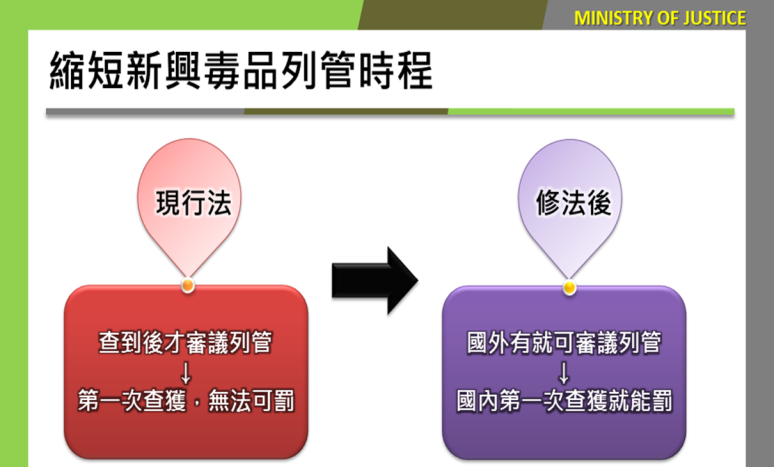 MINISTRY OF JUSTICE
縮短新興毒品列管時程
現行法
修法後
查到後才審議列管
↓
第一次查獲，無法可罰
國外有就可審議列管
↓
國內第一次查獲就能罰